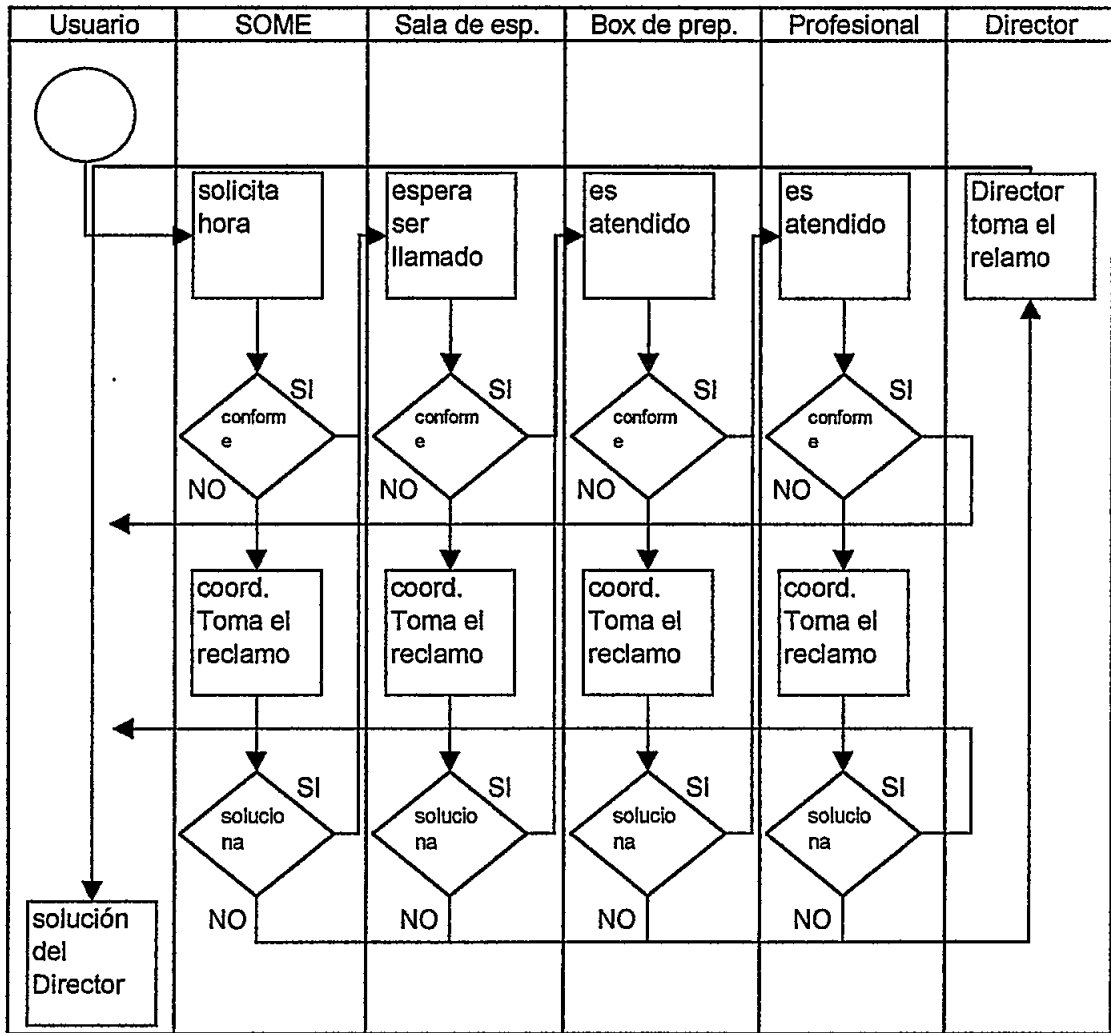 Usuario SOME Sala de esp. Box de prep. Profesional Director
solicita
hora
espera
ser
llamado
es
atendido
es
atendido
Director
toma el
relamo
SI
conform
e
NO
SI
conform
e
NO
SI
conform
e
NO
SI
conform
e
NO
coord.
Toma el
reclamo
coord.
Toma el
reclamo
coord.
Toma el
reclamo
coord.
Toma el
reclamo
SI
solucio
na
NO
SI
solucio
na
NO
SI
solucio
na
NO
SI
solucio
na
NO
solución
del
Director